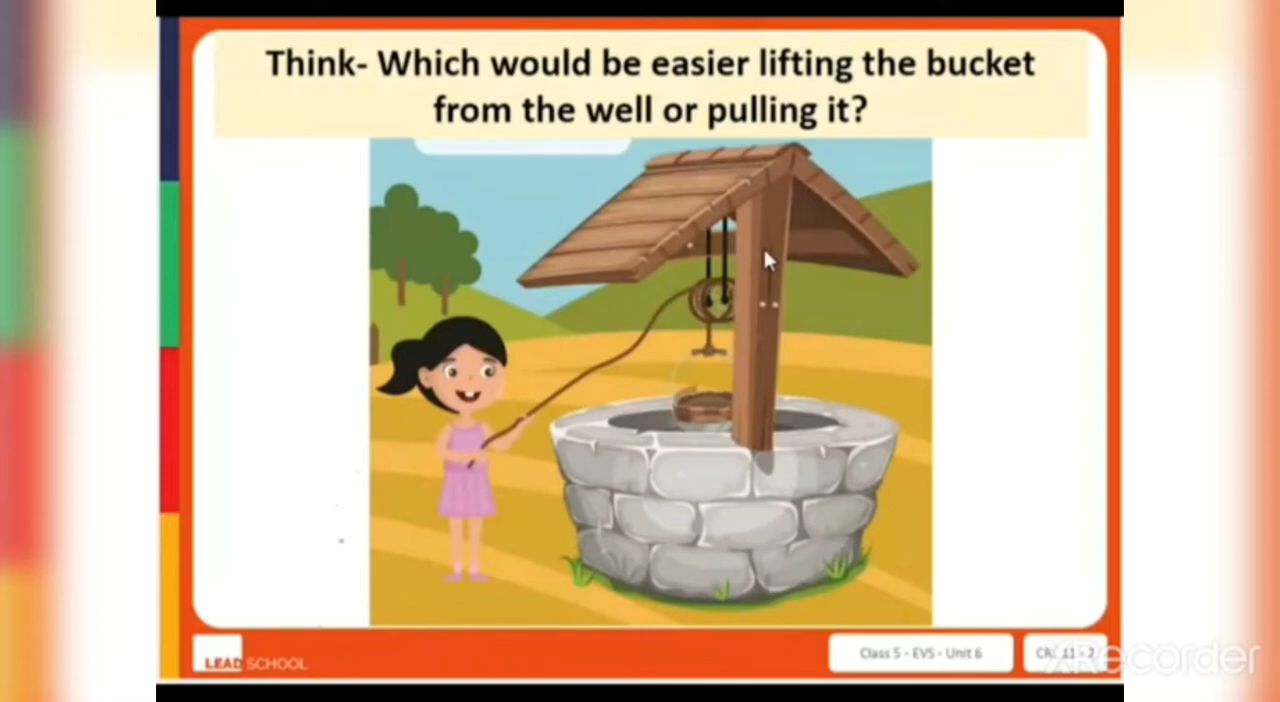 Think- Which would be easier lifting the bucket
from the well or pulling it?
LEAD SCHOOL
Class 5 - EVS - Unit 6
XRecorder